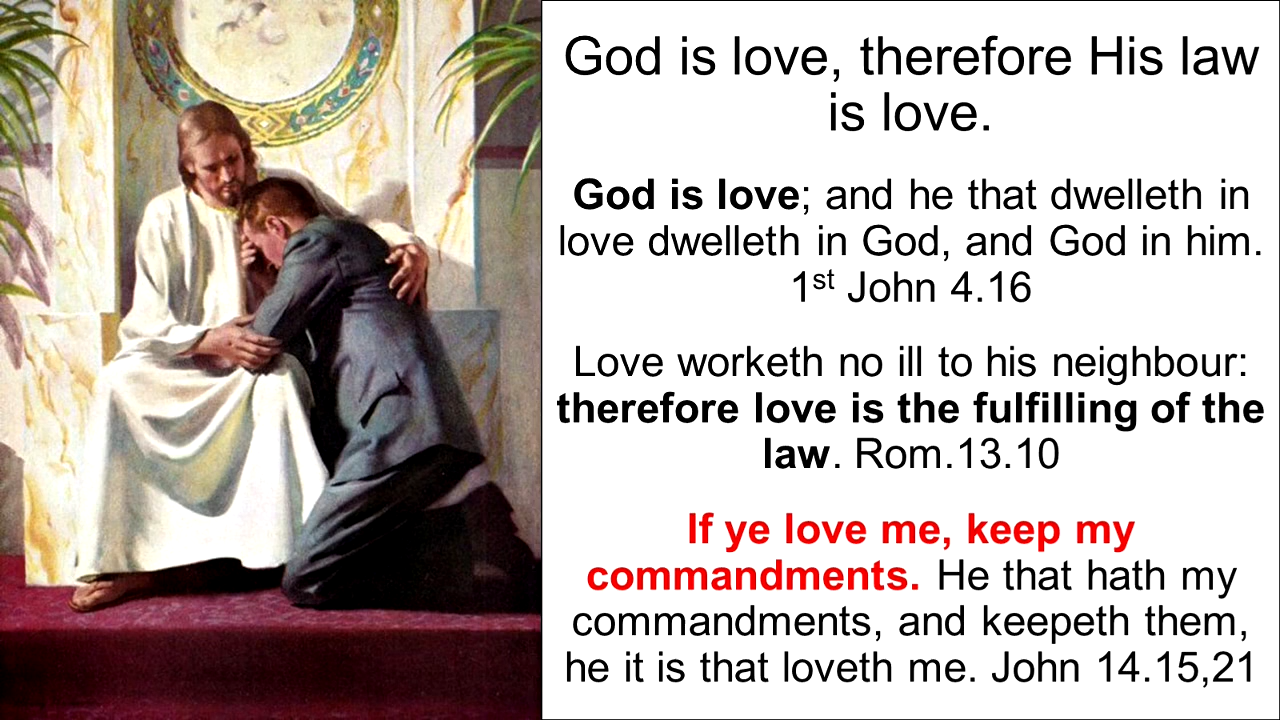 God is love, therefore His law
is love.
God is love; and he that dwelleth in
love dwelleth in God, and God in him.
1st John 4.16
Love worketh no ill to his neighbour:
therefore love is the fulfilling of the
law. Rom.13.10
If ye love me, keep my
commandments. He that hath my
commandments, and keepeth them,
he it is that loveth me. John 14.15,21